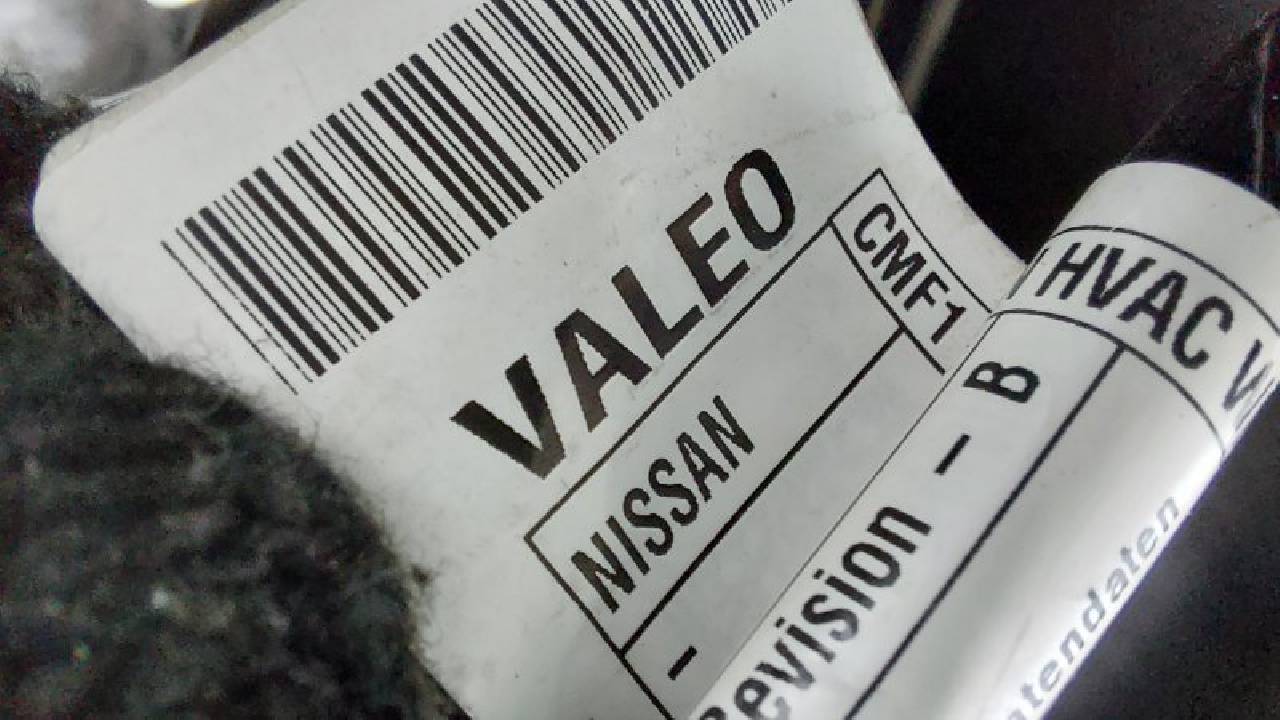 VALEO
CMF1
NISSAN
-
HVAC
Revision - B